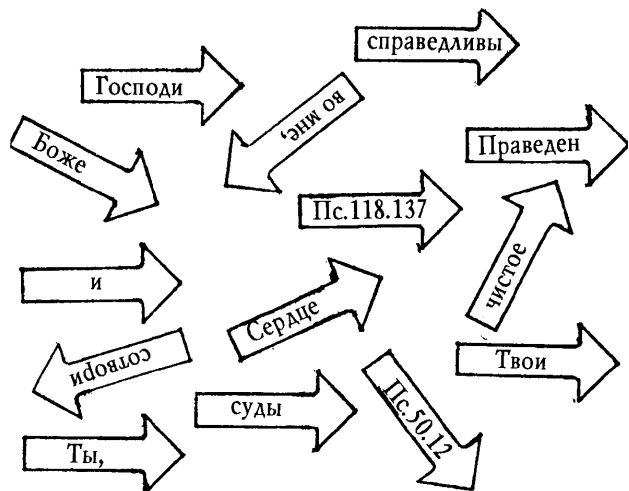 справедливы
Господи
во мне,
Боже
Праведен
Пс.118.137
и
чистое
Сердце
сотвори
Твои
суды
Пс.50.12
Ты,